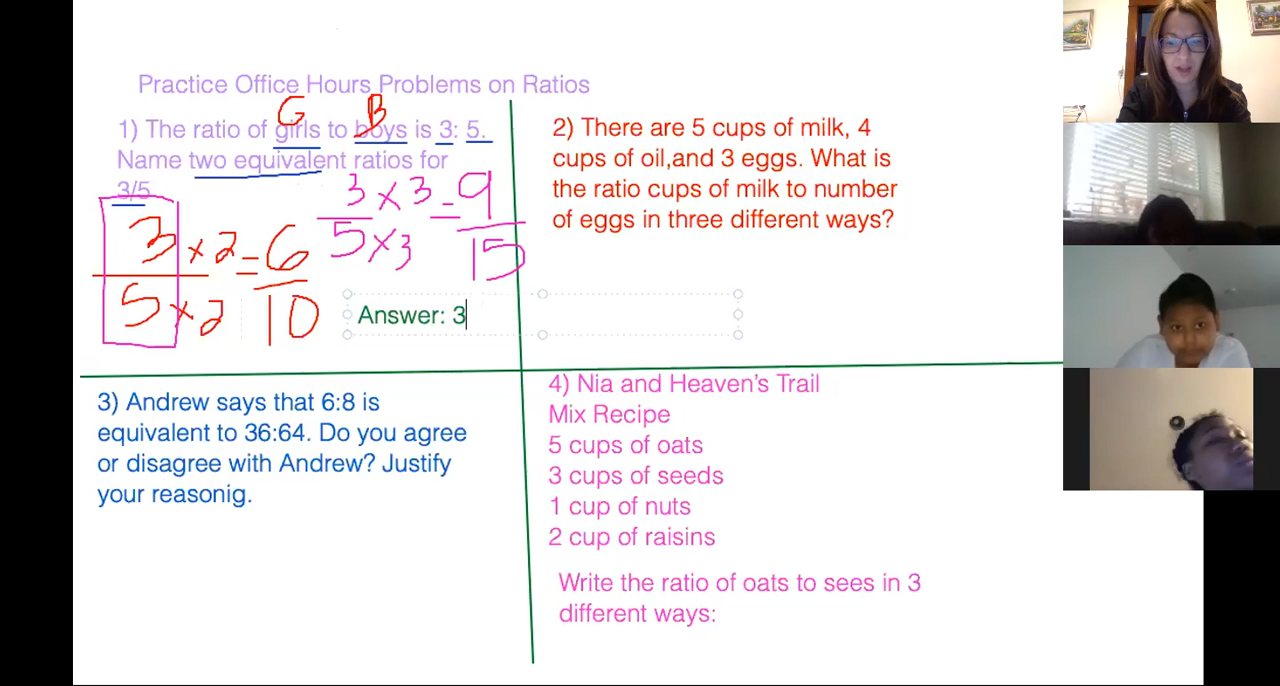 Practice Office Hours Problems on Ratios
G B
1) The ratio of girls to boys is 3: 5.
Name two equivalent ratios for
3/5
3 × 2 = 6
5 × 2 10
3 × 3 = 9
5 × 3 15
Answer: 3
2) There are 5 cups of milk, 4
cups of oil,and 3 eggs. What is
the ratio cups of milk to number
of eggs in three different ways?
3) Andrew says that 6:8 is
equivalent to 36:64. Do you agree
or disagree with Andrew? Justify
your reasonig.
4) Nia and Heaven's Trail
Mix Recipe
5 cups of oats
3 cups of seeds
1 cup of nuts
2 cup of raisins
Write the ratio of oats to sees in 3
different ways: